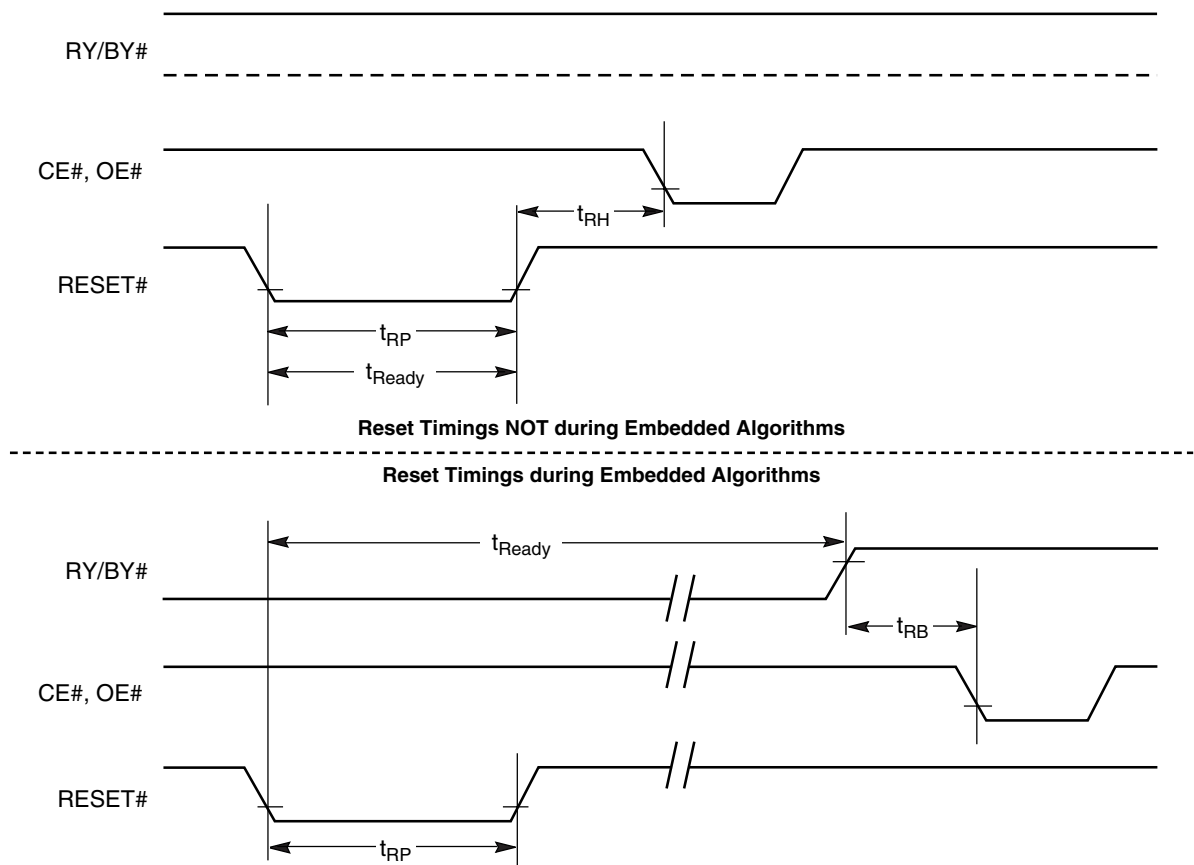 RY/BY#
CE#, OE#
tRH
RESET#
tRP
tReady
Reset Timings NOT during Embedded Algorithms
Reset Timings during Embedded Algorithms
tReady
RY/BY#
tRB
CE#, OE#
RESET#
tRP